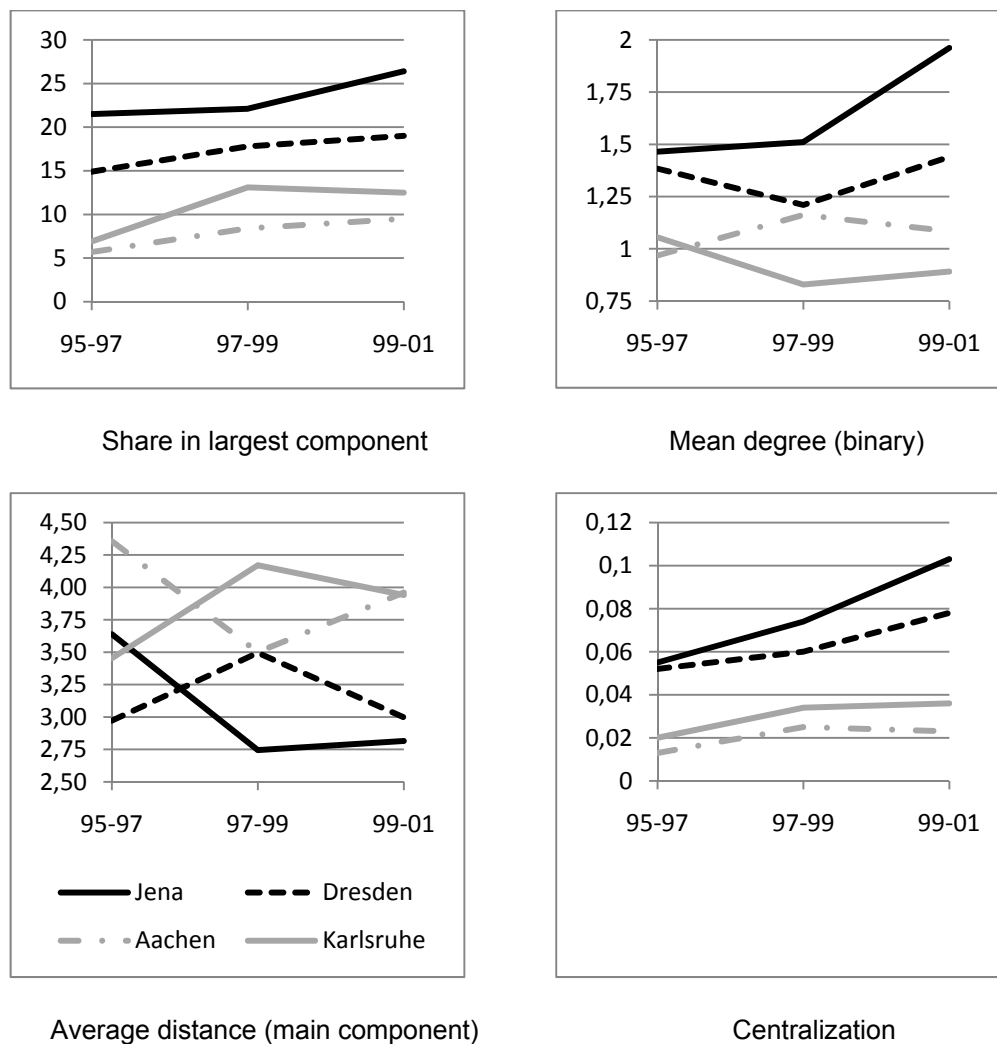 30
25
20
15
10
5
0
95-97 97-99 99-01
Share in largest component
2
1,75
1,5
1,25
1
0,75
95-97 97-99 99-01
Mean degree (binary)
4,50
4,25
4,00
3,75
3,50
3,25
3,00
2,75
2,50
95-97 97-99 99-01
Jena Dresden
Aachen Karlsruhe
Average distance (main component)
0,12
0,1
0,08
0,06
0,04
0,02
0
95-97 97-99 99-01
Centralization